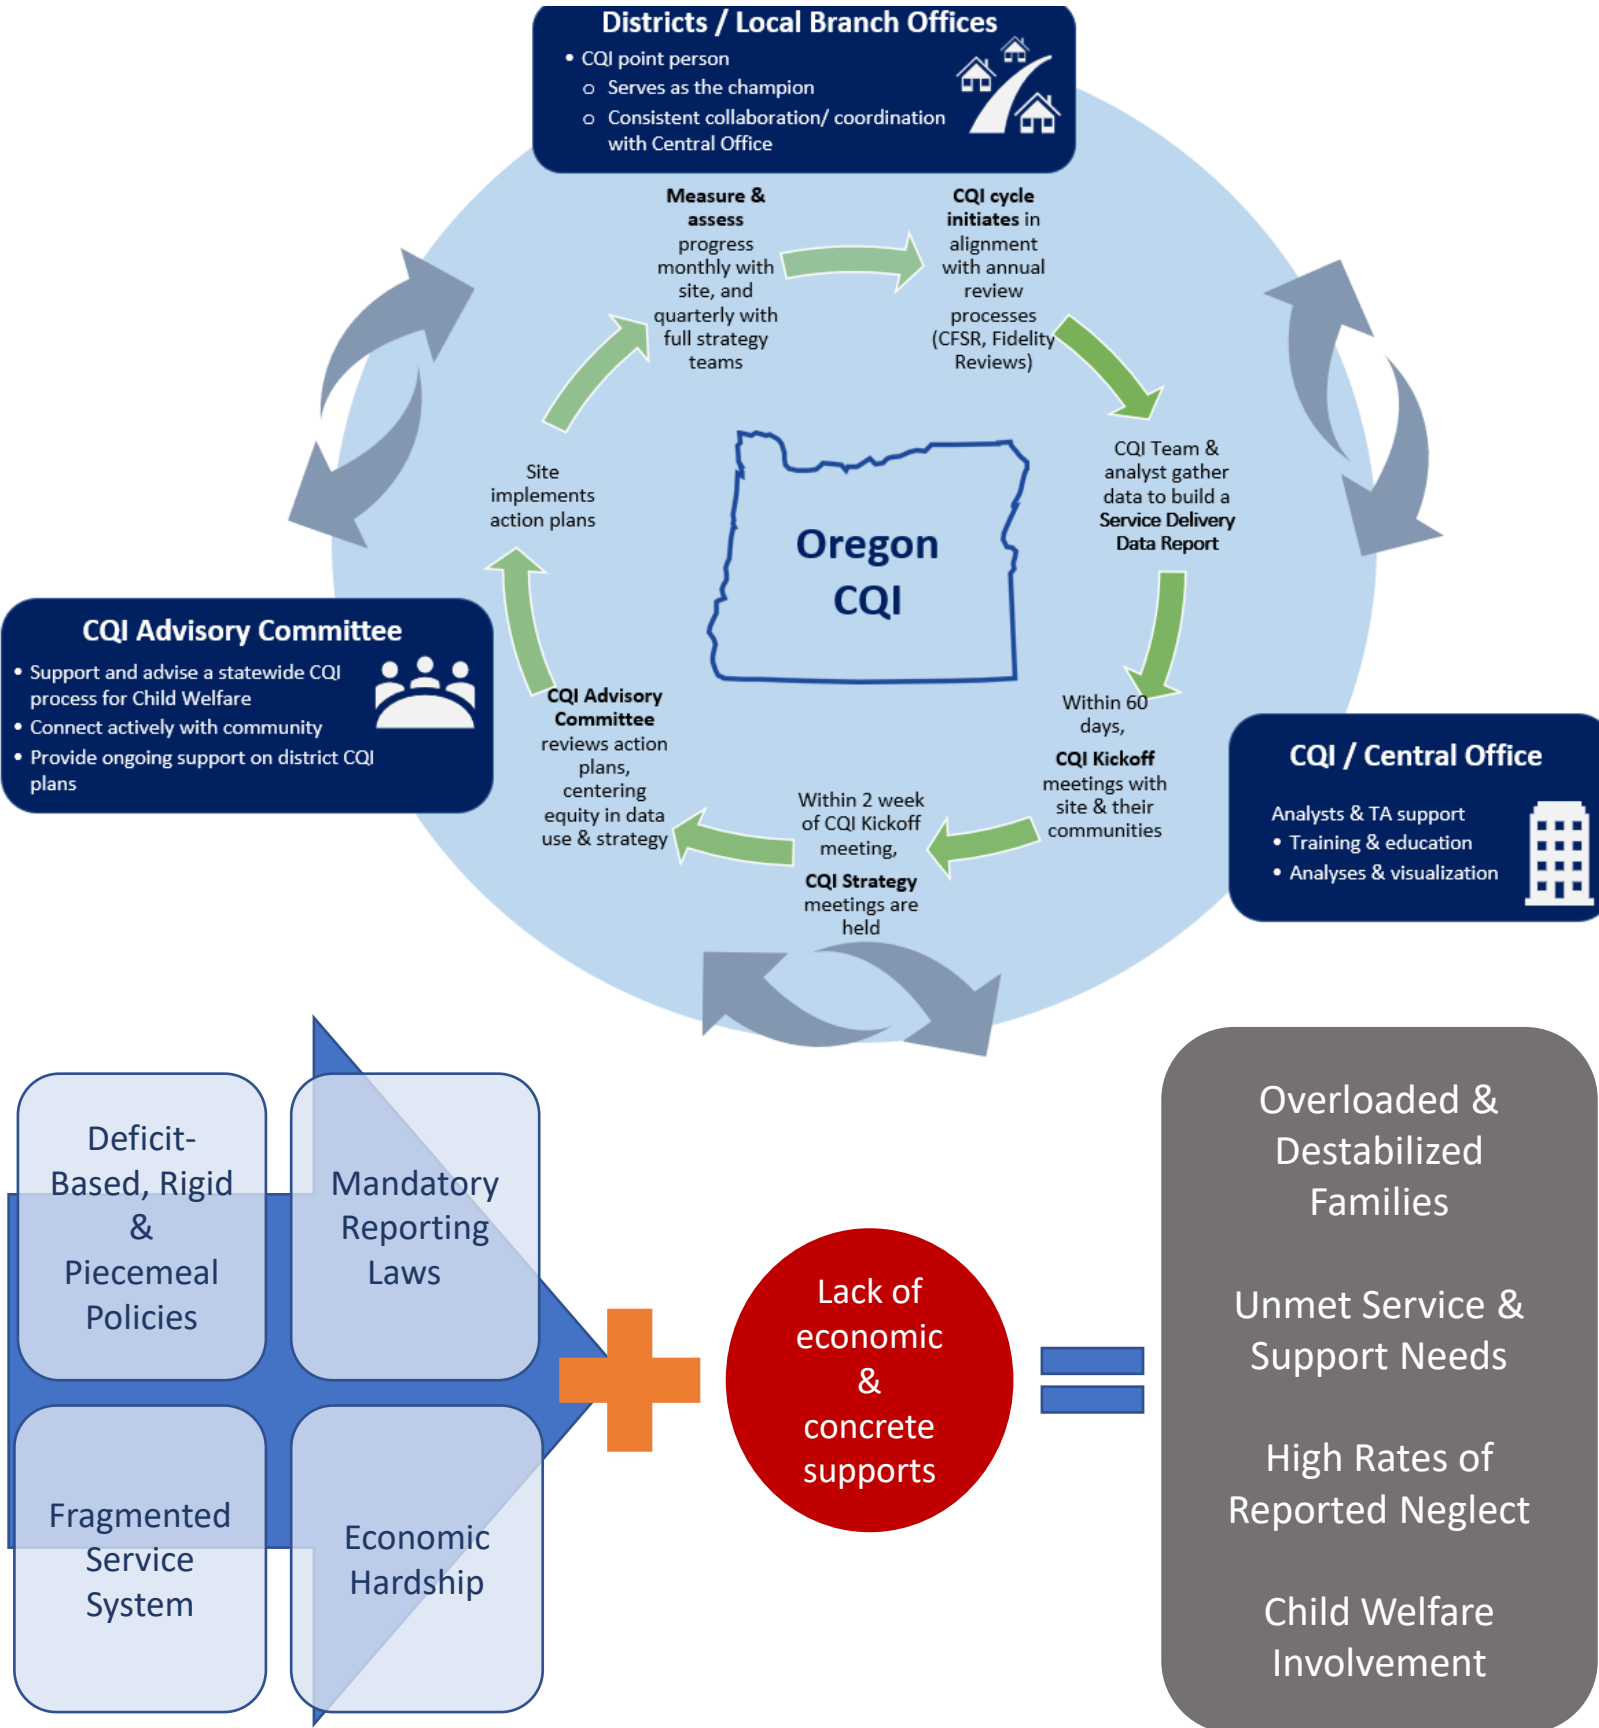 Districts / Local Branch Offices
• CQI point person
o Serves as the champion
o Consistent collaboration/ coordination
with Central Office
Measure &
assess
progress
monthly with
site, and
quarterly with
full strategy
teams
CQI cycle
initiates in
alignment
with annual
review
processes
(CFSR, Fidelity
Reviews)
CQI Team &
analyst gather
data to build a
Service Delivery
Data Report
Site
implements
action plans
Oregon
CQI
CQI Advisory Committee
• Support and advise a statewide CQI
process for Child Welfare
• Connect actively with community
• Provide ongoing support on district CQI
plans
CQI Advisory
Committee
reviews action
plans,
centering
equity in data
use & strategy
Within 60
days,
CQI Kickoff
meetings with
site & their
communities
Within 2 week
of CQI Kickoff
meeting,
CQI Strategy
meetings are
held
CQI / Central Office
Analysts & TA support
• Training & education
• Analyses & visualization
Deficit-
Based, Rigid
&
Piecemeal
Policies
Mandatory
Reporting
Laws
Fragmented
Service
System
Economic
Hardship
Lack of
economic
&
concrete
supports
Overloaded &
Destabilized
Families
Unmet Service &
Support Needs
High Rates of
Reported Neglect
Child Welfare
Involvement